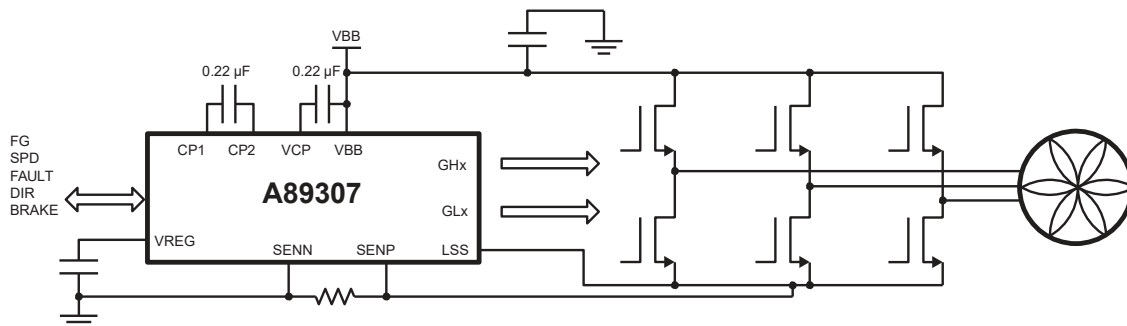 VBB
0.22 µF
0.22 µF
FG
SPD
FAULT
DIR
BRAKE
CP1
CP2
VCP
VBB
GHx
A89307
GLx
VREG
SENN
SENP
LSS